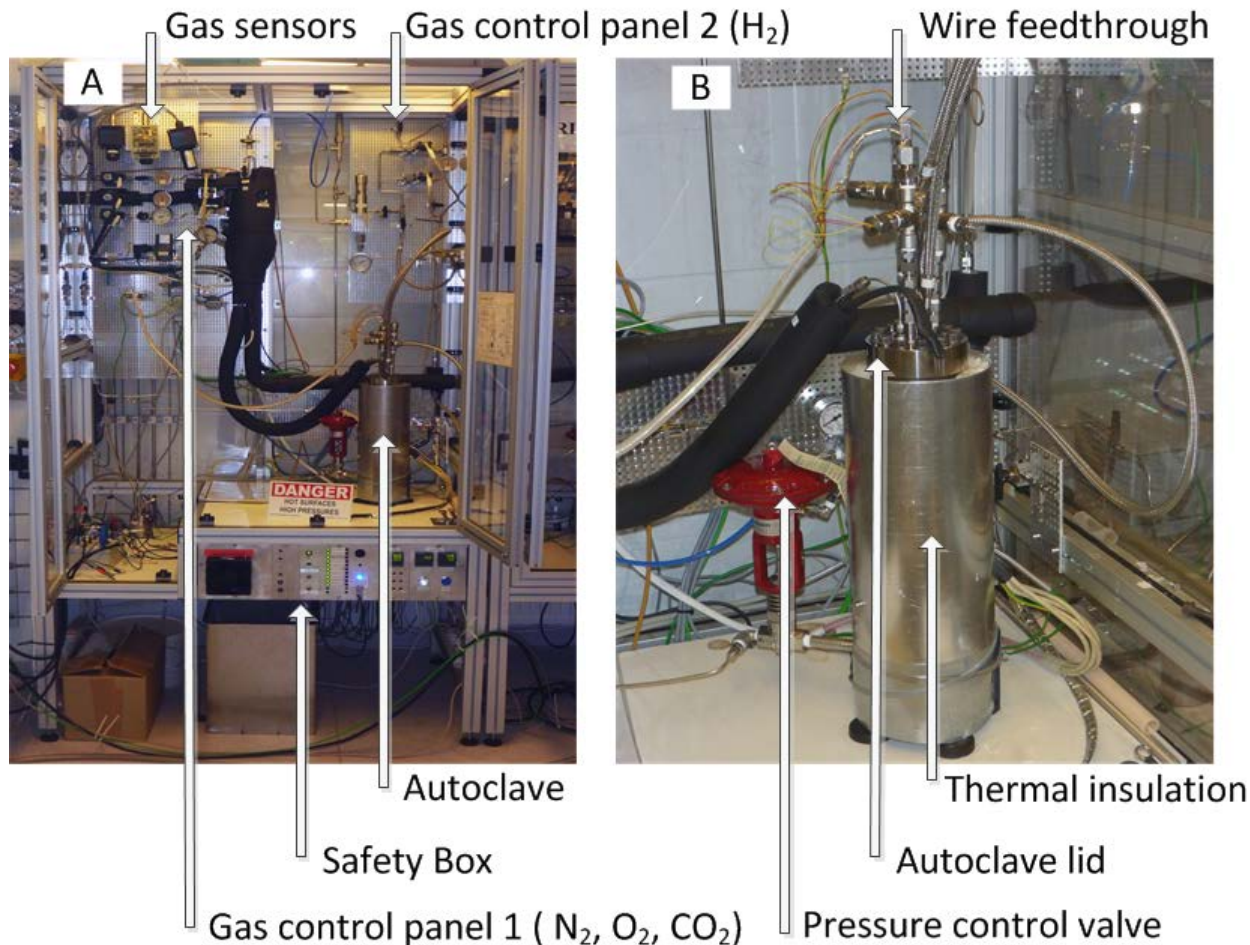 Gas sensors
Gas control panel 2 (H₂)
Wire feedthrough
A
B
DANGER
HOT SURFACES
HIGH PRESSURES
Autoclave
Thermal insulation
Safety Box
Autoclave lid
Gas control panel 1 ( N₂, O₂, CO₂)
Pressure control valve